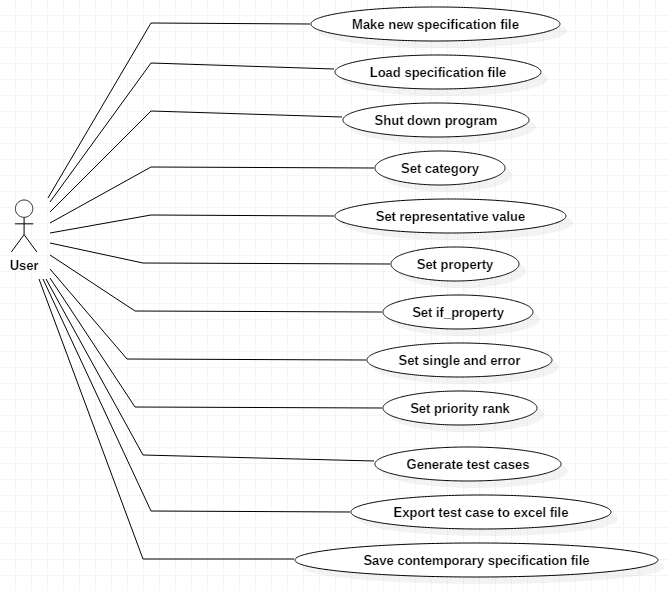 Make new specification file
Load specification file
Shut down program
Set category
Set representative value
User
Set property
Set if_property
Set single and error
Set priority rank
Generate test cases
Export test case to excel file
Save contemporary specification file